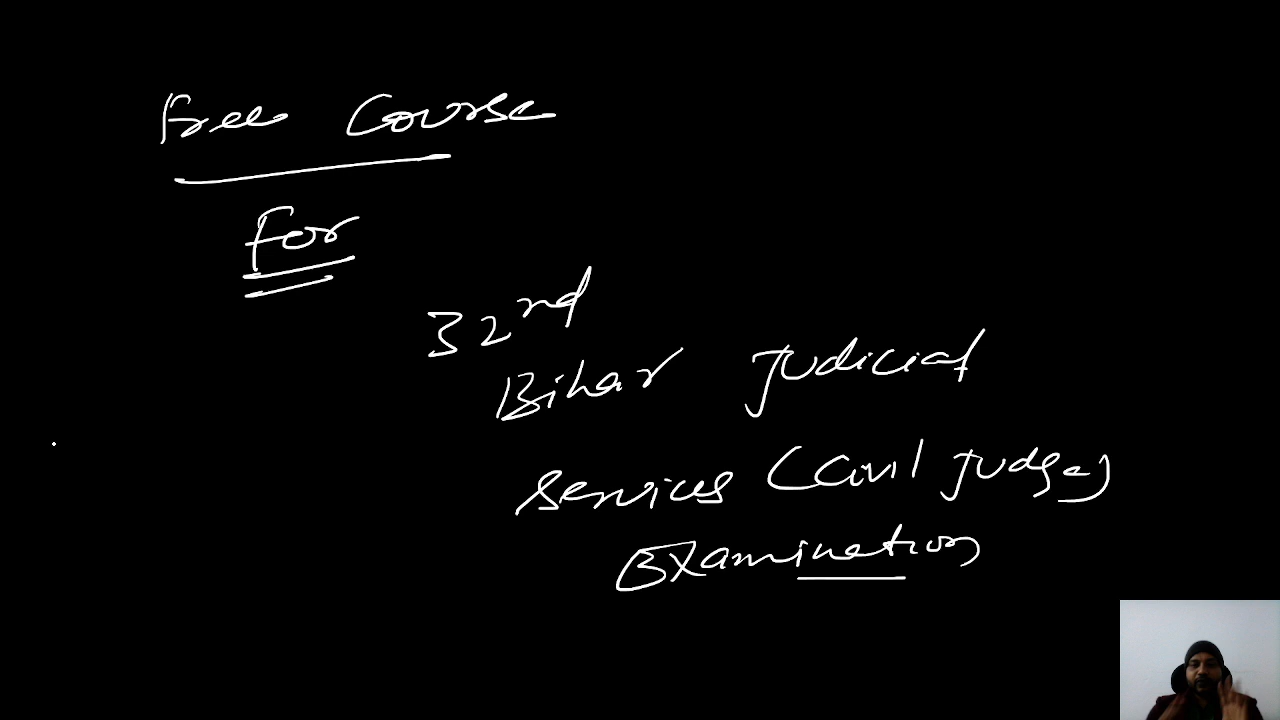 Free Course
For
32nd
Bihar Judicial
Services (Civil Judge)
Examination